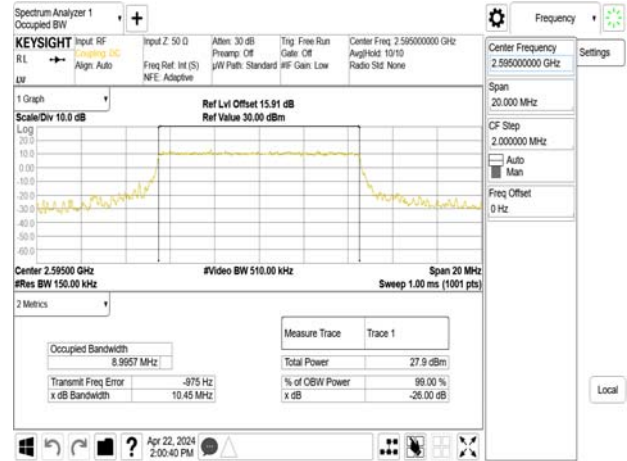 Spectrum Analyzer 1
Occupied BW
Frequency
KEYSIGHT
Input: RF
Coupling: DC
Align: Auto
Input Z: 50 Ω
Freq Ref: Int (S)
NFE: Adaptive
Atten: 30 dB
Preamp: Off
µW Path: Standard
Trig: Free Run
Gate: Off
#IF Gain: Low
Center Freq: 2.595000000 GHz
Avg|Hold: 10/10
Radio Std: None
RL
Center Frequency
2.595000000 GHz
Settings
Span
20.000 MHz
CF Step
2.000000 MHz
Auto
Man
Freq Offset
0 Hz
Local
1 Graph
Scale/Div 10.0 dB
Ref Lvl Offset 15.91 dB
Ref Value 30.00 dBm
Log
20.0
10.0
0.00
-10.0
-20.0
-30.0
-40.0
-50.0
-60.0
Center 2.59500 GHz
#Video BW 510.00 kHz
Span 20 MHz
#Res BW 150.00 kHz
Sweep 1.00 ms (1001 pts)
2 Metrics
Measure Trace
Trace 1
Occupied Bandwidth
8.9957 MHz
Total Power
27.9 dBm
Transmit Freq Error
-975 Hz
% of OBW Power
99.00 %
x dB Bandwidth
10.45 MHz
x dB
-26.00 dB
?
Apr 22, 2024
2:00:40 PM